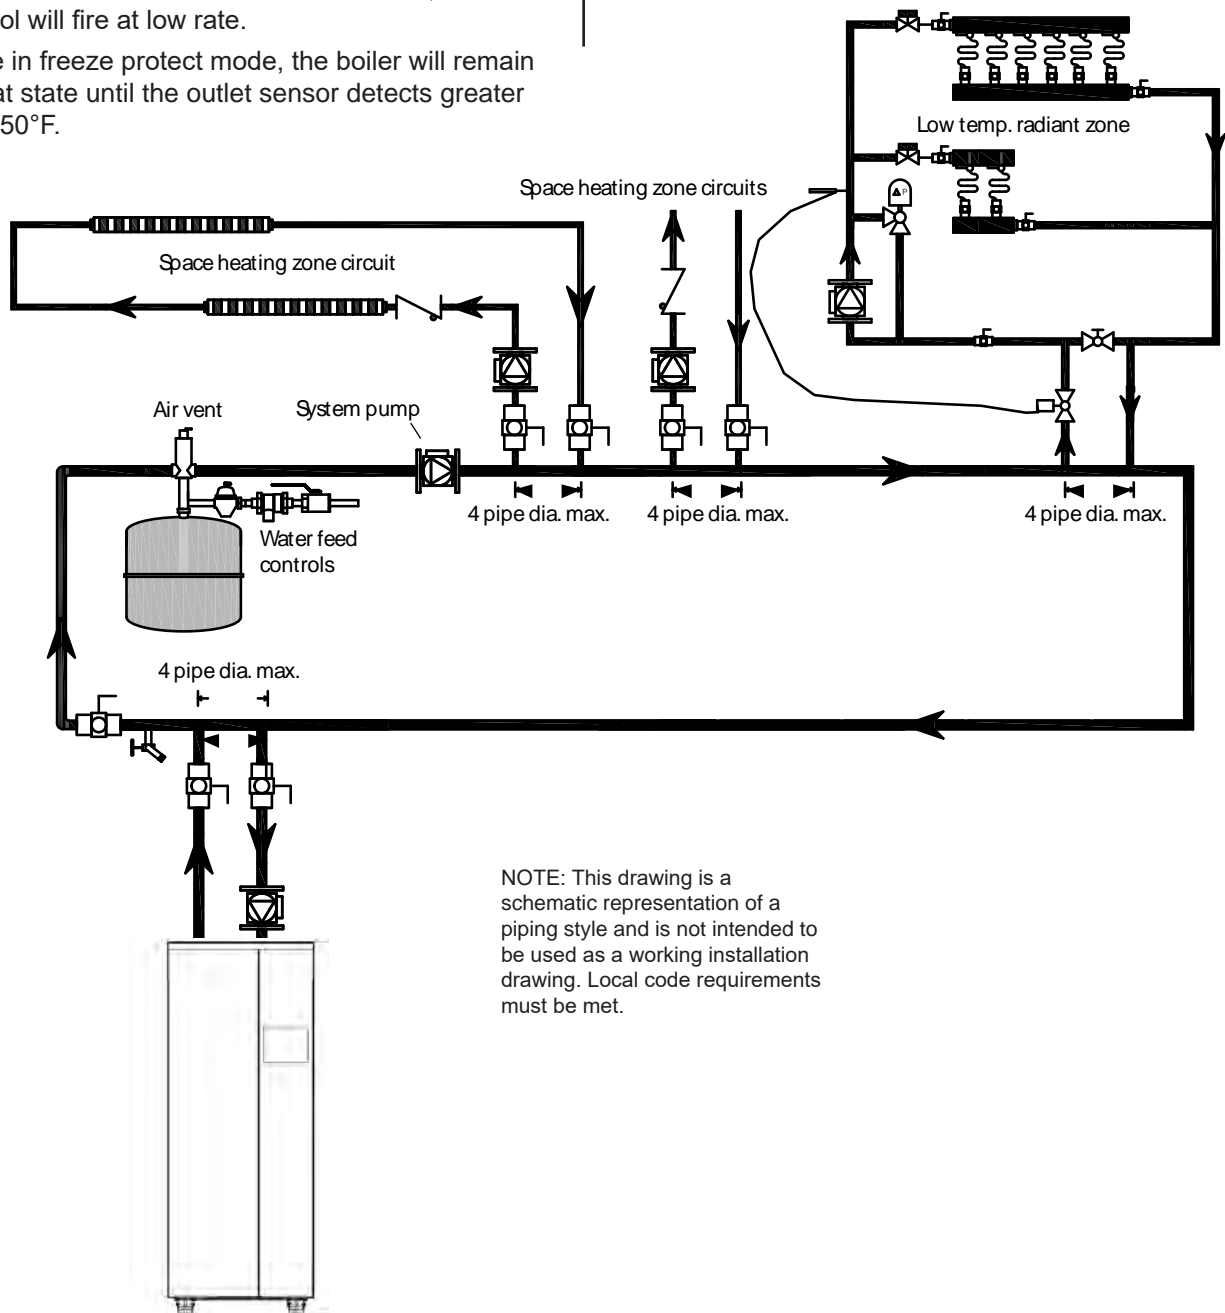 ol will fire at low rate.
e in freeze protect mode, the boiler will remain
at state until the outlet sensor detects greater
50°F.
Low temp. radiant zone
Space heating zone circuits
P
Space heating zone circuit
Air vent
System pump
4 pipe dia. max.
4 pipe dia. max.
4 pipe dia. max.
Water feed
controls
4 pipe dia. max.
NOTE: This drawing is a
schematic representation of a
piping style and is not intended to
be used as a working installation
drawing. Local code requirements
must be met.